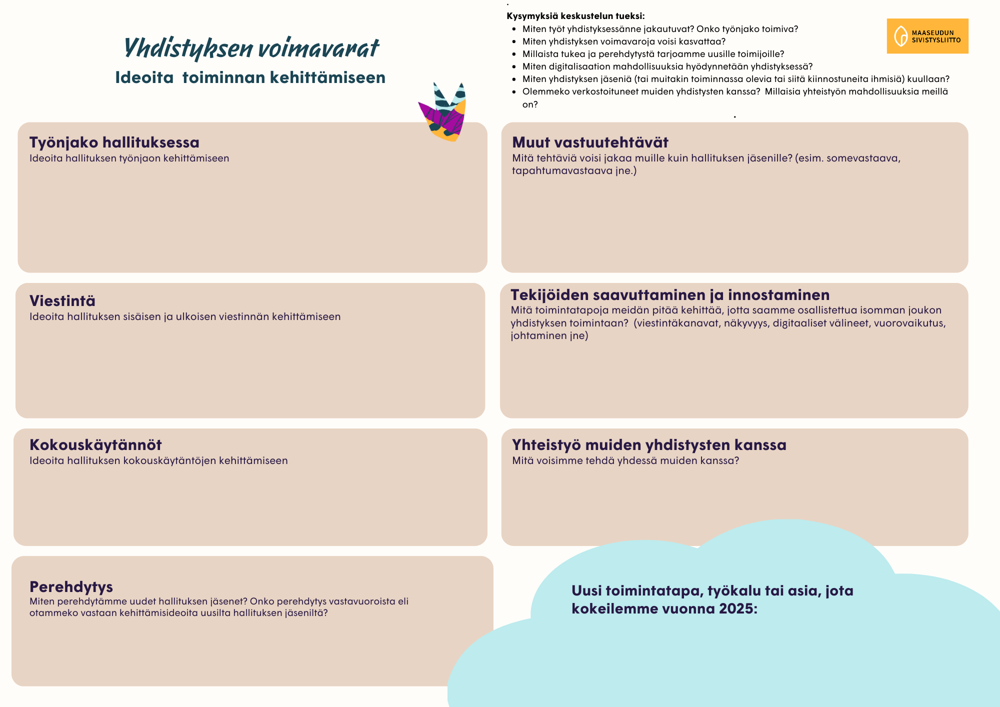 Yhdistyksen voimavarat
Ideoita  toiminnan kehittämiseen
.
Kysymyksiä keskustelun tueksi:
• Miten työt yhdistyksessänne jakautuvat? Onko työnjako toimiva?
• Miten yhdistyksen voimavaroja voisi kasvattaa?
• Millaista tukea ja perehdytystä tarjoamme uusille toimijoille?
• Miten digitalisaation mahdollisuuksia hyödynnetään yhdistyksessä?
• Miten yhdistyksen jäseniä (tai muitakin toiminnassa olevia tai siitä kiinnostuneita ihmisiä) kuullaan?
• Olemmeko verkostoituneet muiden yhdistysten kanssa?  Millaisia yhteistyön mahdollisuuksia meillä
on?
.
MAASEUDUN
SIVISTYSLIITTO
Työnjako hallituksessa
Ideoita hallituksen työnjaon kehittämiseen
Muut vastuutehtävät
Mitä tehtäviä voisi jakaa muille kuin hallituksen jäsenille? (esim. somevastaava,
tapahtumavastaava jne.)
Viestintä
Ideoita hallituksen sisäisen ja ulkoisen viestinnän kehittämiseen
Tekijöiden saavuttaminen ja innostaminen
Mitä toimintatapoja meidän pitää kehittää, jotta saamme osallistettua isomman joukon
yhdistyksen toimintaan?  (viestintäkanavat, näkyvyys, digitaaliset välineet, vuorovaikutus,
johtaminen jne)
Kokouskäytännöt
Ideoita hallituksen kokouskäytäntöjen kehittämiseen
Yhteistyö muiden yhdistysten kanssa
Mitä voisimme tehdä yhdessä muiden kanssa?
Perehdytys
Miten perehdytämme uudet hallituksen jäsenet? Onko perehdytys vastavuoroista eli
otammeko vastaan kehittämisideoita uusilta hallituksen jäseniltä?
Uusi toimintatapa, työkalu tai asia, jota
kokeilemme vuonna 2025: